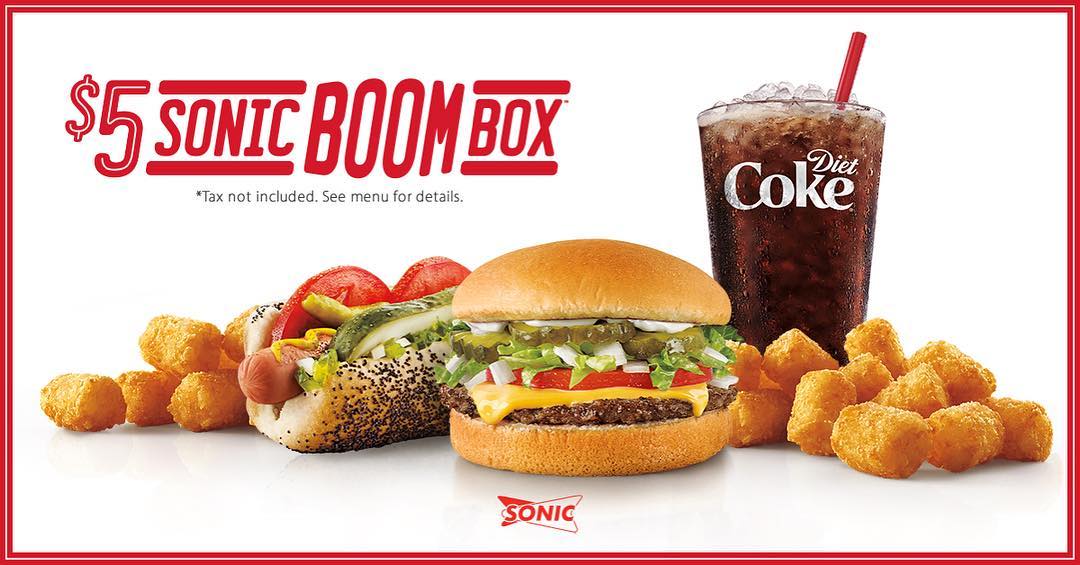 $5 SONIC BOOM BOX™
*Tax not included. See menu for details.
Diet
Coke
SONIC